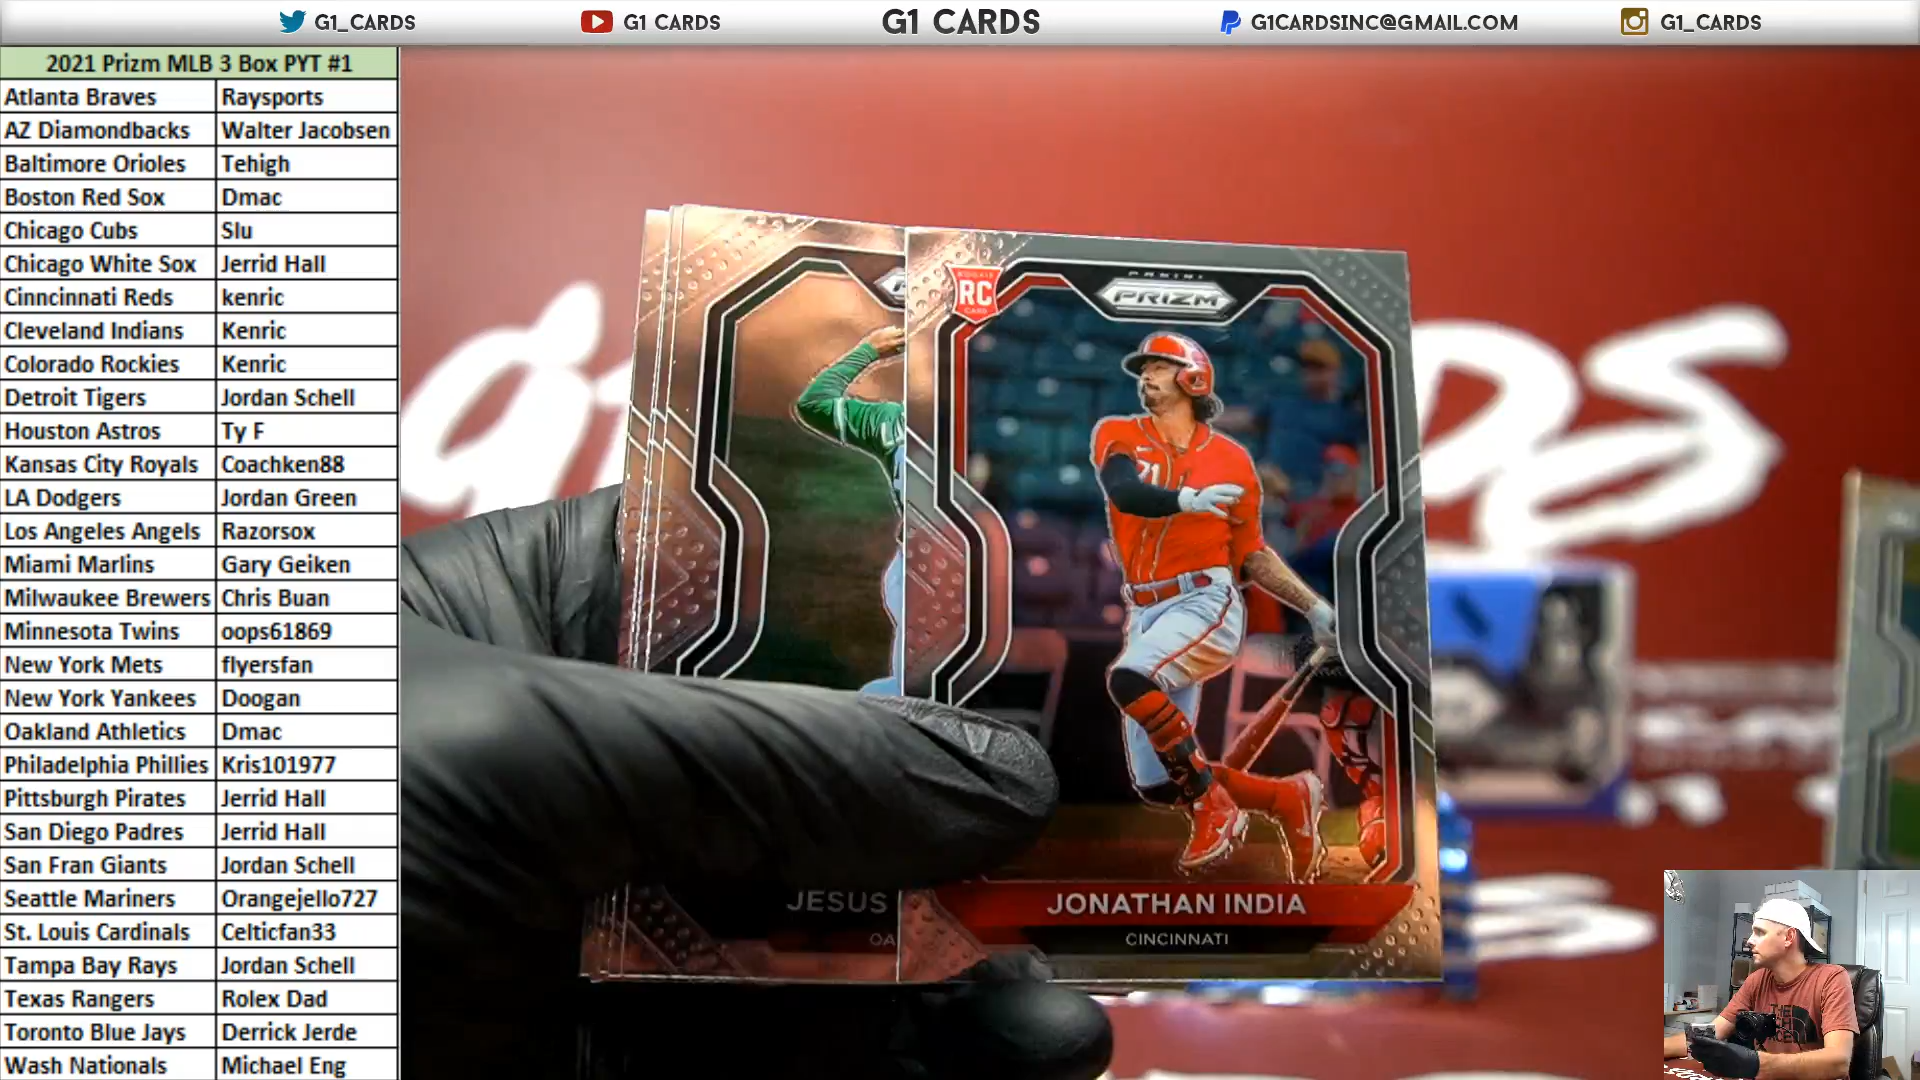 G1_CARDS G1 CARDS G1 CARDS G1CARDSINC@GMAIL.COM G1_CARDS
2021 Prizm MLB 3 Box PYT #1
Atlanta Braves Raysports
AZ Diamondbacks Walter Jacobsen
Baltimore Orioles Tehigh
Boston Red Sox Dmac
Chicago Cubs Slu
Chicago White Sox Jerrid Hall
Cinncinnati Reds kenric
Cleveland Indians Kenric
Colorado Rockies Kenric
Detroit Tigers Jordan Schell
Houston Astros Ty F
Kansas City Royals Coachken88
LA Dodgers Jordan Green
Los Angeles Angels Razorsox
Miami Marlins Gary Geiken
Milwaukee Brewers Chris Buan
Minnesota Twins oops61869
New York Mets flyersfan
New York Yankees Doogan
Oakland Athletics Dmac
Philadelphia Phillies Kris101977
Pittsburgh Pirates Jerrid Hall
San Diego Padres Jerrid Hall
San Fran Giants Jordan Schell
Seattle Mariners Orangejello727
St. Louis Cardinals Celticfan33
Tampa Bay Rays Jordan Schell
Texas Rangers Rolex Dad
Toronto Blue Jays Derrick Jerde
Wash Nationals Michael Eng
ROOKIE
RC
CARD
PANINI
PRIZM
JESUS
OA
JONATHAN INDIA
CINCINNATI
THE